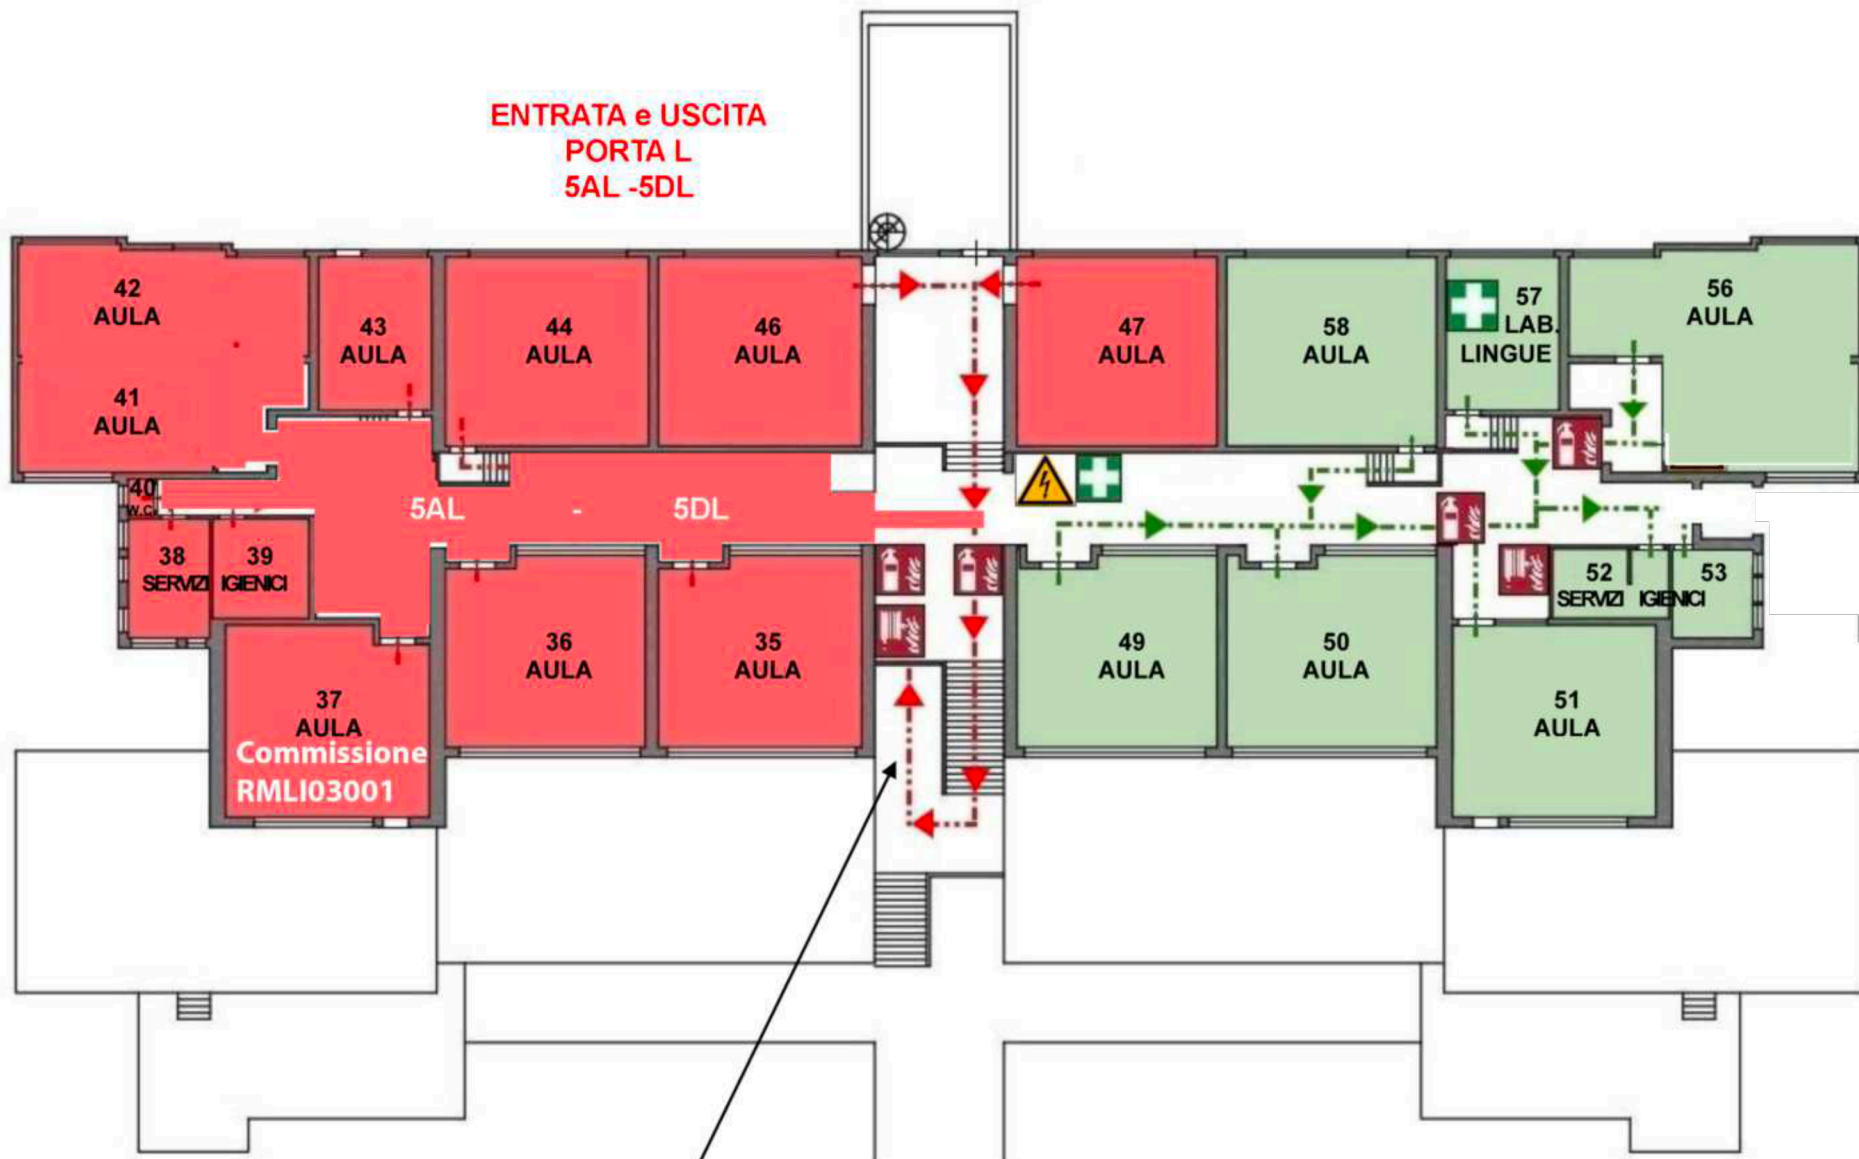 ENTRATA e USCITA
PORTA L
5AL -5DL
42
AULA
41
AULA
43
AULA
44
AULA
46
AULA
47
AULA
58
AULA
57
LAB.
LINGUE
56
AULA
40
W.C.
5AL - 5DL
38
SERVIZI
39
IGIENICI
37
AULA
Commissione
RMLI03001
36
AULA
35
AULA
49
AULA
50
AULA
52
SERVIZI
53
IGIENICI
51
AULA